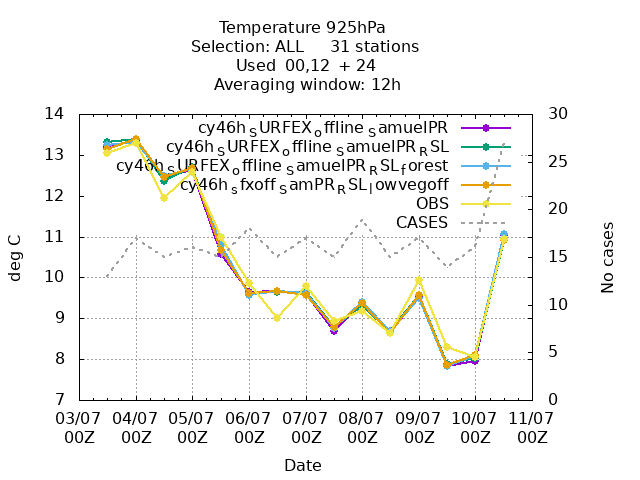 Temperature 925hPa
Selection: ALL 31 stations
Used 00,12 + 24
Averaging window: 12h
14
13
12
11
10
9
8
7
deg C
30
25
20
15
10
5
0
No cases
cy46h_SURFEX_offline_SamuelPR
cy46h_SURFEX_offline_SamuelPR_RSL
cy46h_SURFEX_offline_SamuelPR_RSL_forest
cy46h_sfxoff_SamPR_RSL_lowvegoff
OBS
CASES
03/07 04/07 05/07 06/07 07/07 08/07 09/07 10/07 11/07
00Z 00Z 00Z 00Z 00Z 00Z 00Z 00Z 00Z
Date